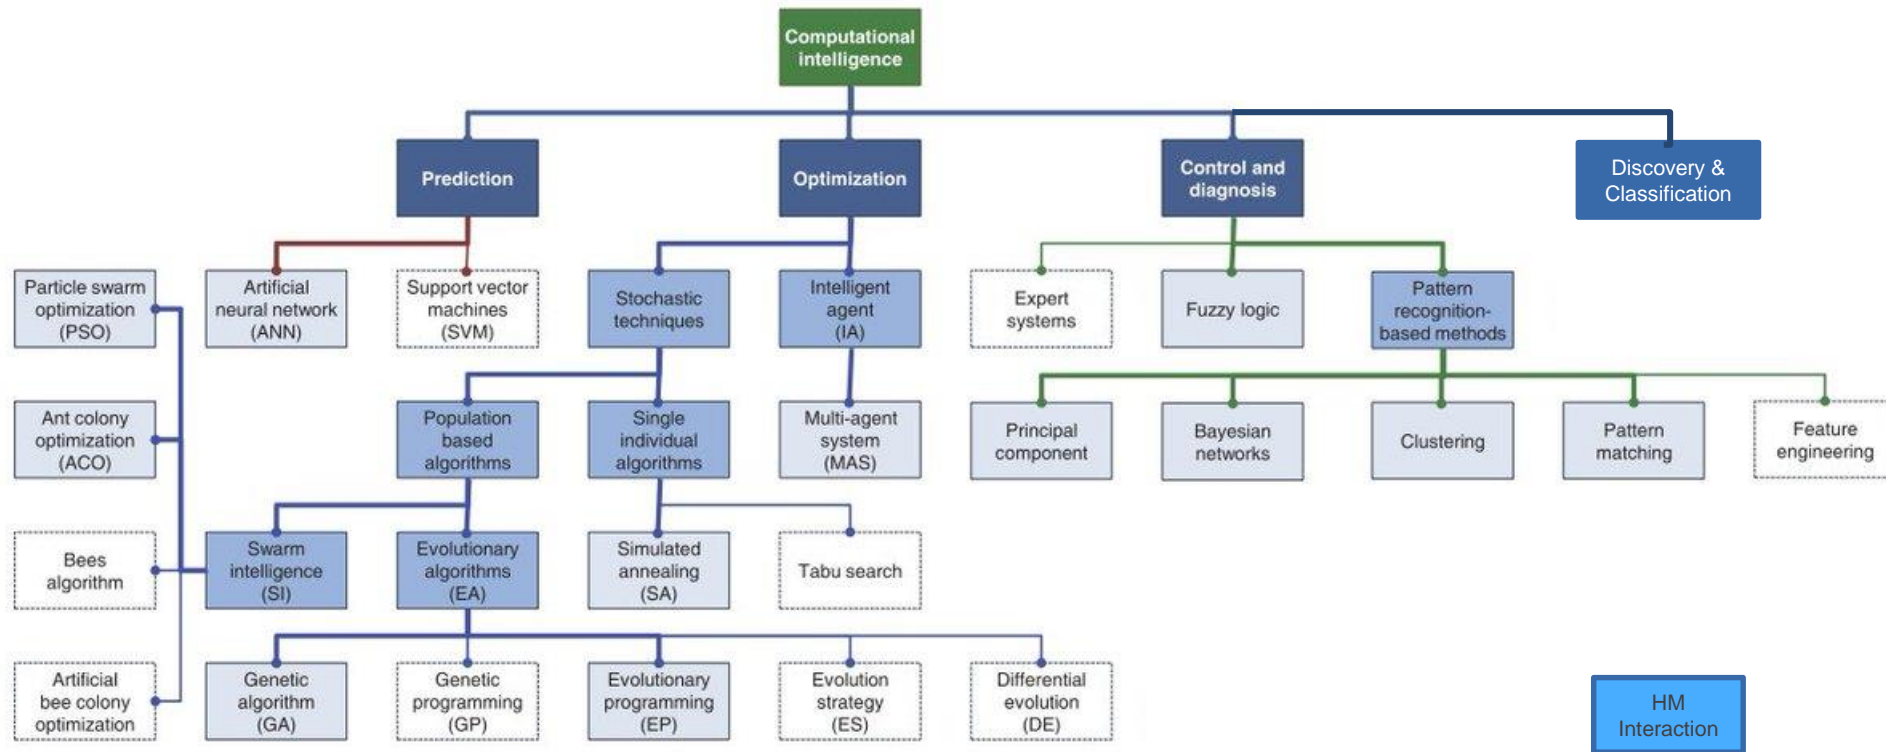 Computational
intelligence
Prediction
Optimization
Control and
diagnosis
Discovery &
Classification
Particle swarm
optimization
(PSO)
Artificial
neural network
(ANN)
Support vector
machines
(SVM)
Stochastic
techniques
Intelligent
agent
(IA)
Expert
systems
Fuzzy logic
Pattern
recognition-
based methods
Ant colony
optimization
(ACO)
Population
based
algorithms
Single
individual
algorithms
Multi-agent
system
(MAS)
Principal
component
Bayesian
networks
Clustering
Pattern
matching
Feature
engineering
Bees
algorithm
Swarm
intelligence
(SI)
Evolutionary
algorithms
(EA)
Simulated
annealing
(SA)
Tabu search
Artificial
bee colony
optimization
Genetic
algorithm
(GA)
Genetic
programming
(GP)
Evolutionary
programming
(EP)
Evolution
strategy
(ES)
Differential
evolution
(DE)
HM
Interaction